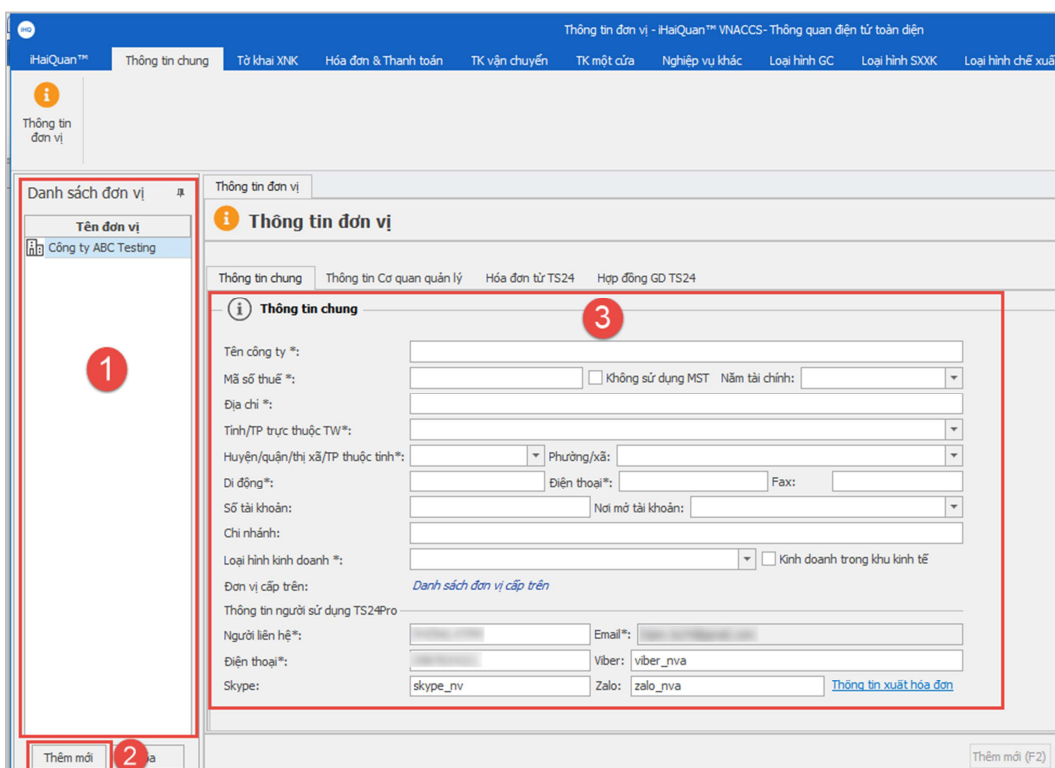 iHQ
Thông tin đơn vị - iHaiQuan™ VNACCS- Thông quan điện tử toàn diện
iHaiQuan™ Thông tin chung Tờ khai XNK Hóa đơn & Thanh toán TK vận chuyển TK một cửa Nghiệp vụ khác Loại hình GC Loại hình SXXK Loại hình chế xuấ
Thông tin
đơn vị
Danh sách đơn vị
Tên đơn vị
Công ty ABC Testing
1
Thêm mới 2 a
Thông tin đơn vị
Thông tin đơn vị
Thông tin chung Thông tin Cơ quan quản lý Hóa đơn từ TS24 Hợp đồng GD TS24
Thông tin chung
3
Tên công ty *:
Mã số thuế *: Không sử dụng MST Năm tài chính:
Địa chỉ *:
Tỉnh/TP trực thuộc TW*:
Huyện/quận/thị xã/TP thuộc tỉnh*: Phường/xã:
Di động*: Điện thoại*: Fax:
Số tài khoản: Nơi mở tài khoản:
Chi nhánh:
Loại hình kinh doanh *: Kinh doanh trong khu kinh tế
Đơn vị cấp trên: Danh sách đơn vị cấp trên
Thông tin người sử dụng TS24Pro
Người liên hệ*: Email*:
Điện thoại*: Viber: viber_nva
Skype: skype_nv Zalo: zalo_nva Thông tin xuất hóa đơn
Thêm mới (F2)